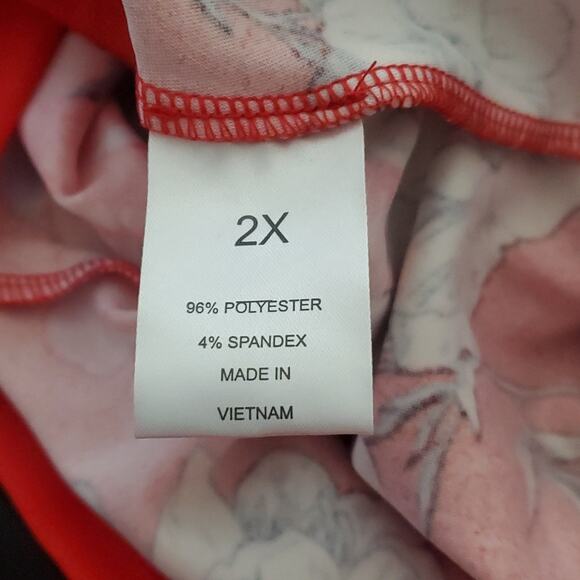 2X
96% POLYESTER
4% SPANDEX
MADE IN
VIETNAM